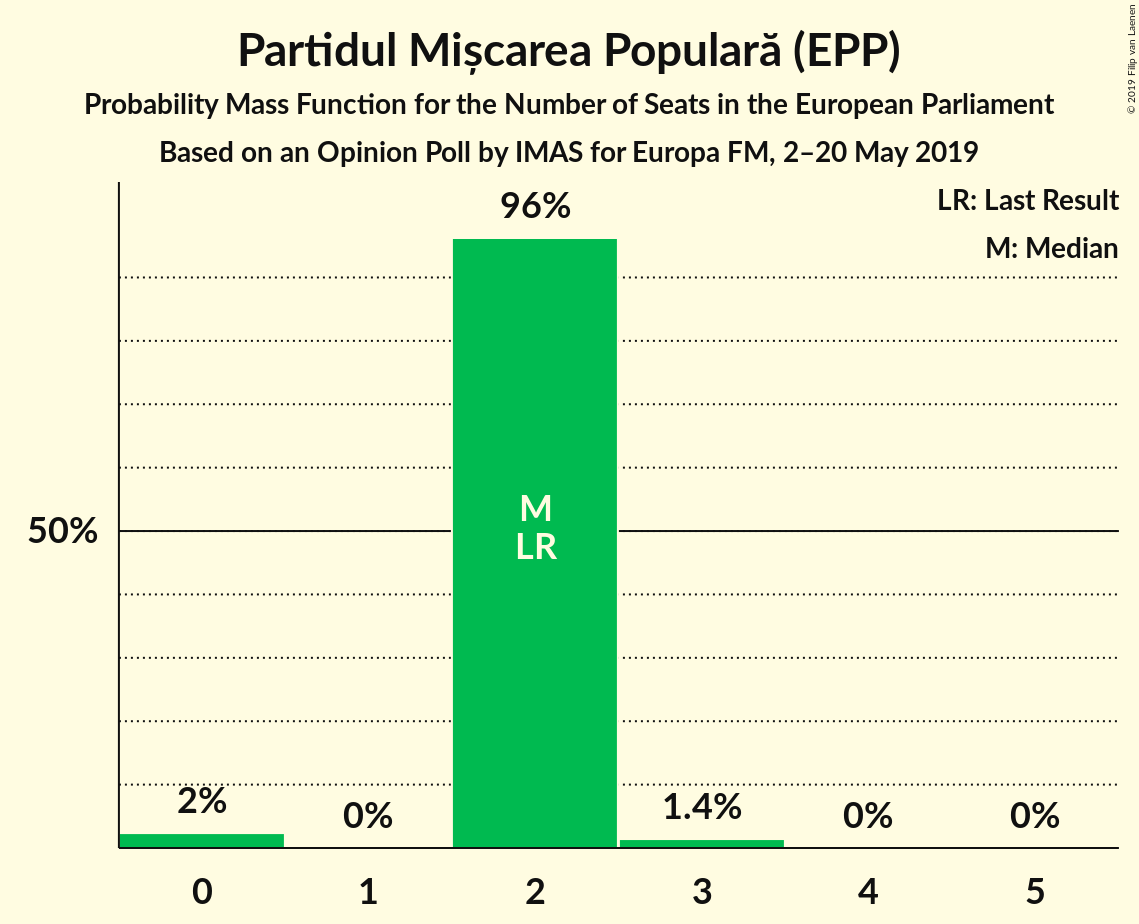 Partidul Mișcarea Populară (EPP)
Probability Mass Function for the Number of Seats in the European Parliament
Based on an Opinion Poll by IMAS for Europa FM, 2–20 May 2019
© 2019 Filip van Laenen
LR: Last Result
M: Median
96%
50%
M
LR
2%
0%
1.4%
0%
0%
0 1 2 3 4 5